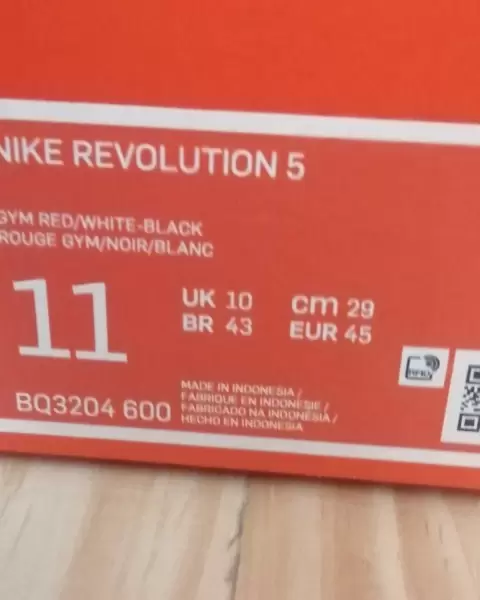 NIKE REVOLUTION 5
GYM RED/WHITE-BLACK
ROUGE GYM/NOIR/BLANC
11
UK 10
BR 43
cm 29
EUR 45
RFID
BQ3204 600
MADE IN INDONESIA /
FABRIQUE EN INDONESIE /
FABRICADO NA INDONESIA /
HECHO EN INDONESIA